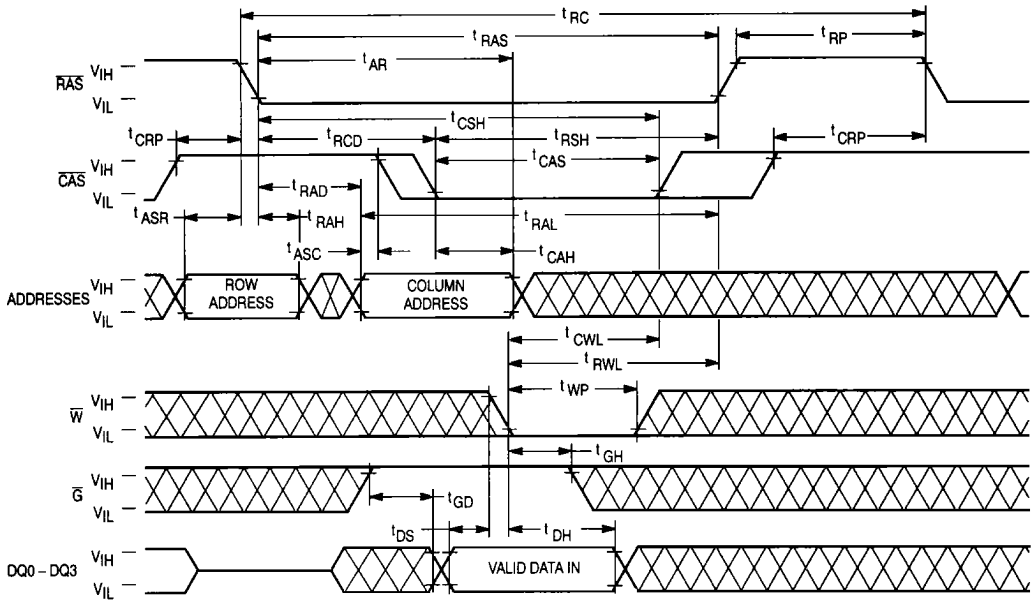 tRC
tRAS
tRP
tAR
RAS VIH
VIL
tCSH
tCRP
tRCD
tRSH
tCRP
CAS VIH
VIL
tCAS
tRAD
tASR
tRAH
tRAL
tASC
tCAH
ADDRESSES VIH
VIL
ROW
ADDRESS
COLUMN
ADDRESS
tCWL
tRWL
tWP
W VIH
VIL
tGH
G VIH
VIL
tGD
tDS
tDH
DQ0 – DQ3 VIH
VIL
VALID DATA IN